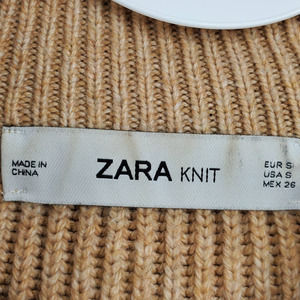 MADE IN
CHINA
ZARA KNIT
EUR S
USA S
MEX 26